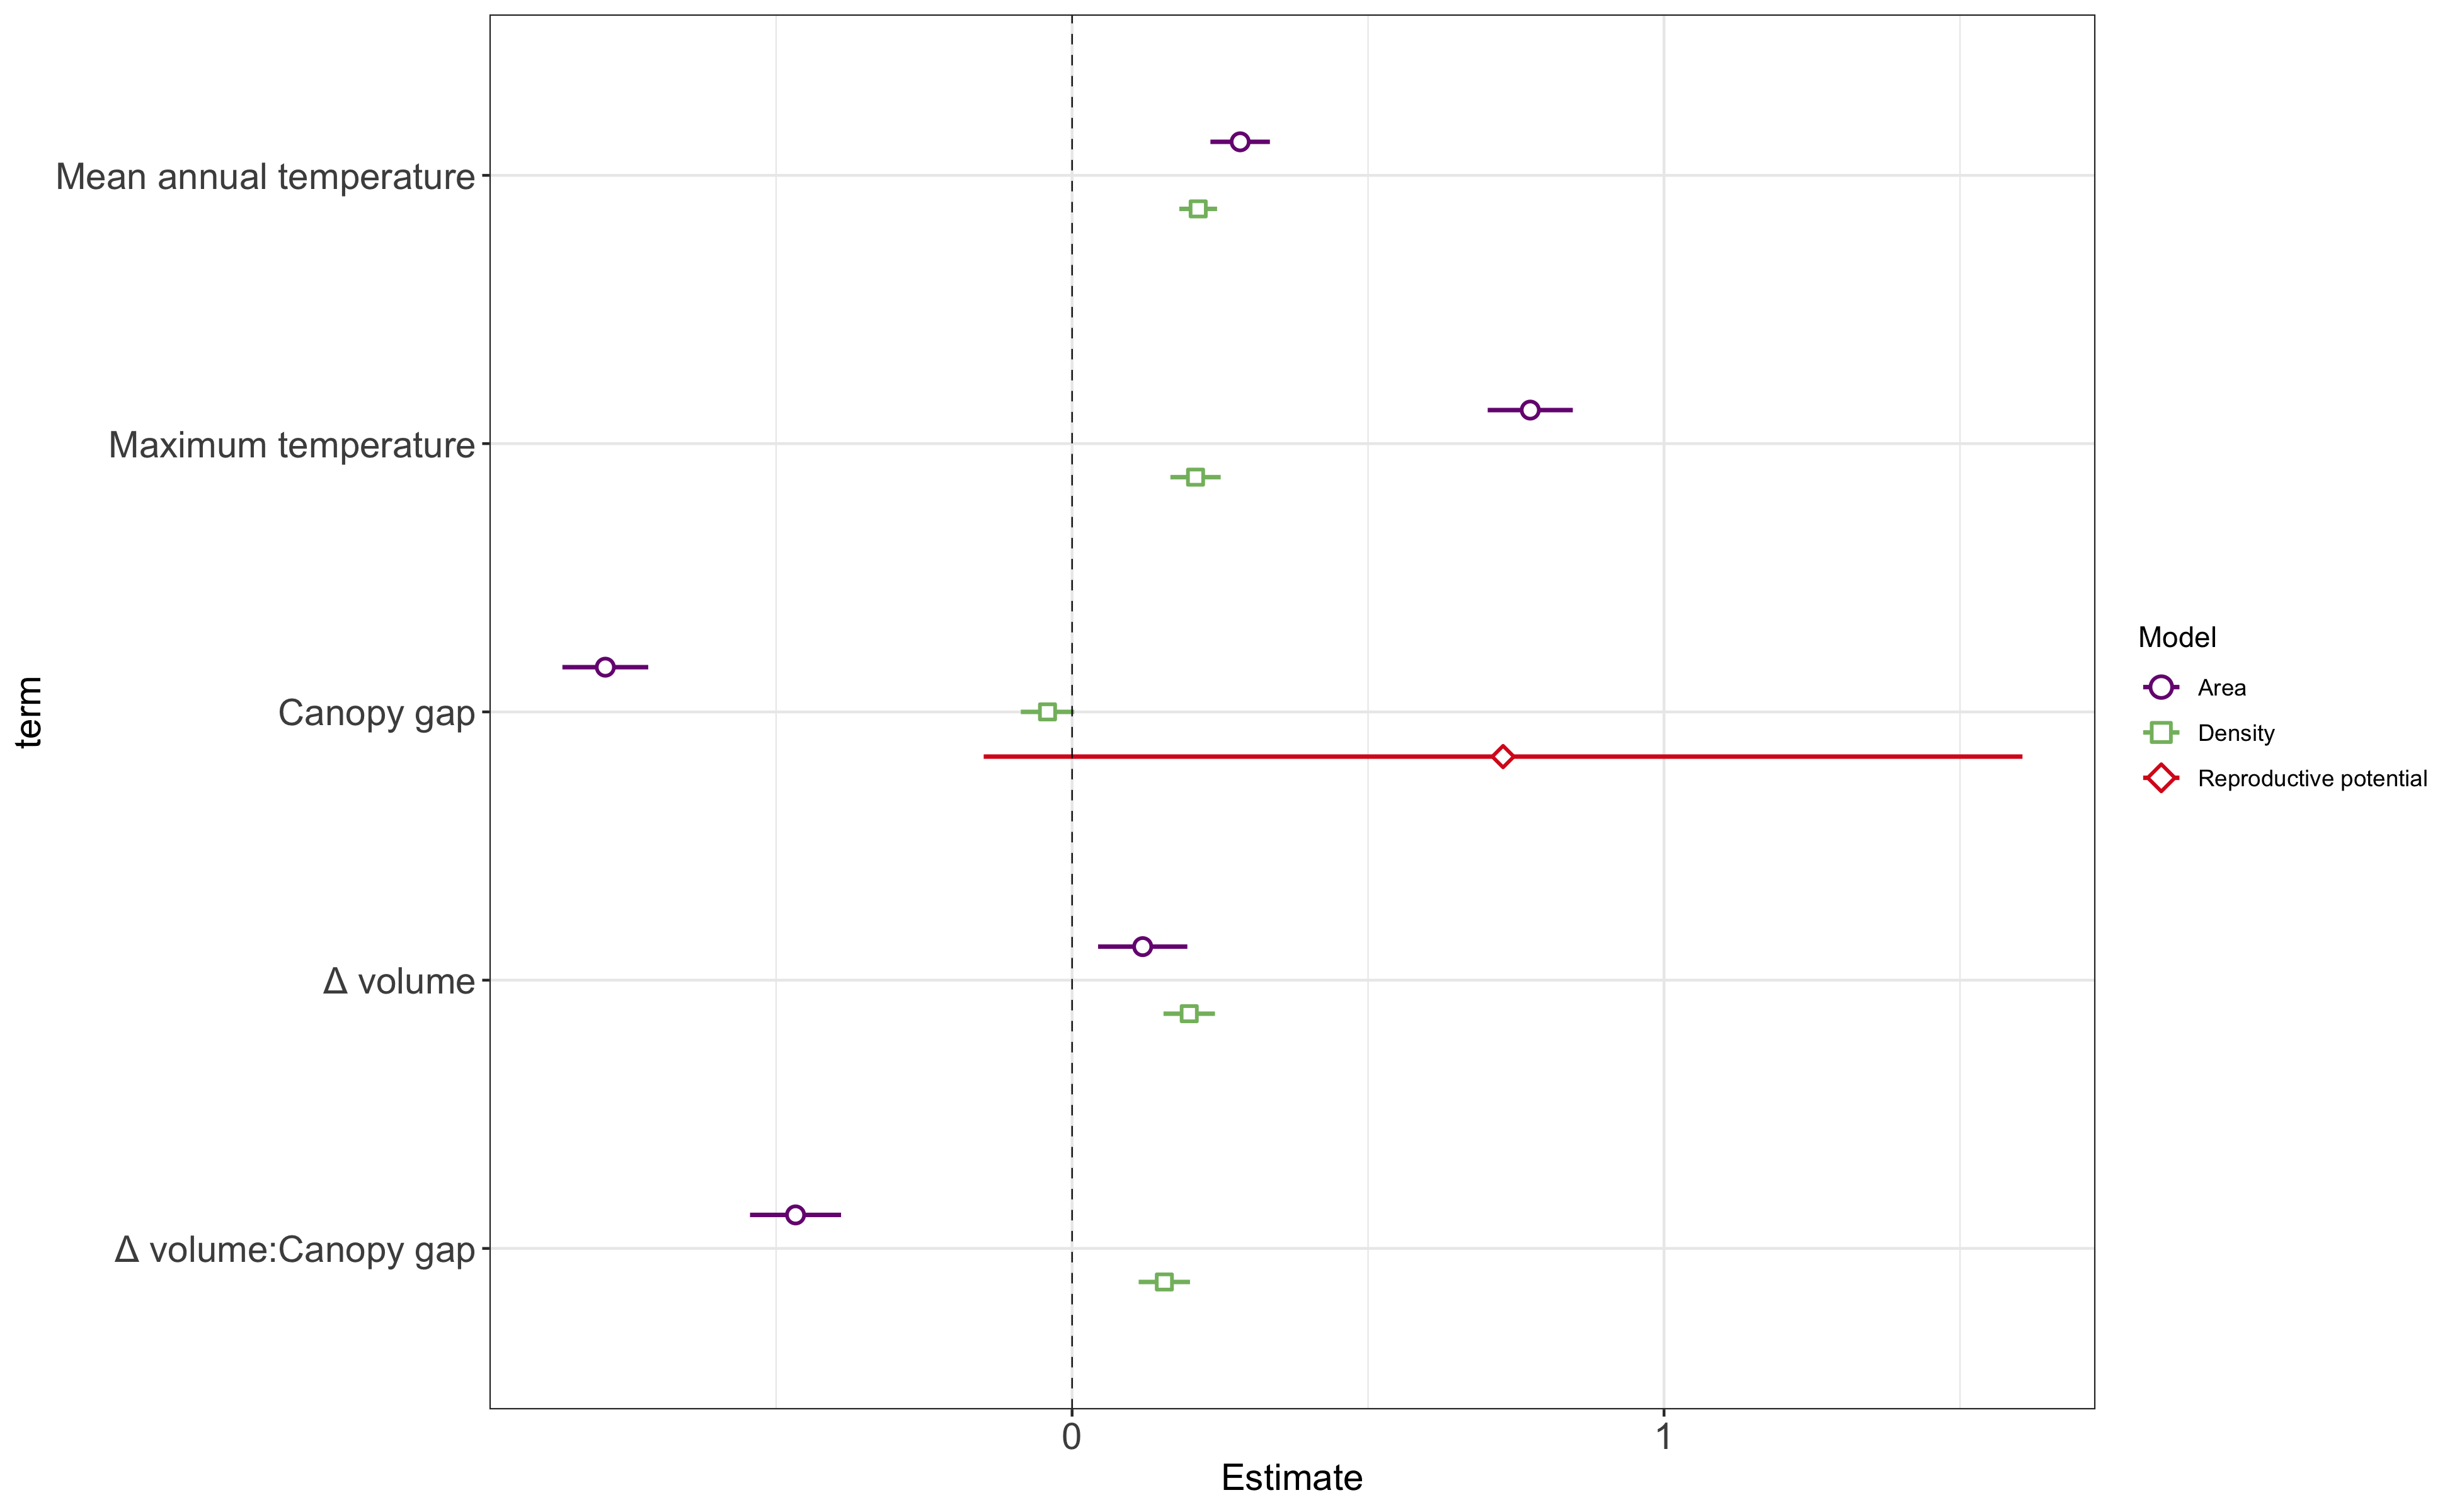 Mean annual temperature
Maximum temperature
Canopy gap
Δ volume
Δ volume:Canopy gap
term
0
1
Estimate
Model
Area
Density
Reproductive potential